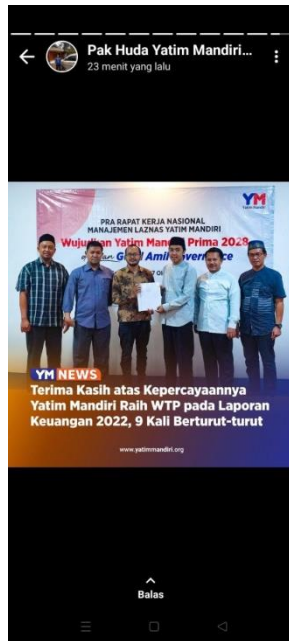 Pak Huda Yatim Mandiri...
23 menit yang lalu
YM
PRA RAPAT KERJA NASIONAL
MANAJEMEN LAZNAS YATIM MANDIRI
Wujudkan Yatim Mandiri Prima 2028
YM NEWS
Terima Kasih atas Kepercayaannya
Yatim Mandiri Raih WTP pada Laporan
Keuangan 2022, 9 Kali Berturut-turut
www.yatimmandiri.org
Balas